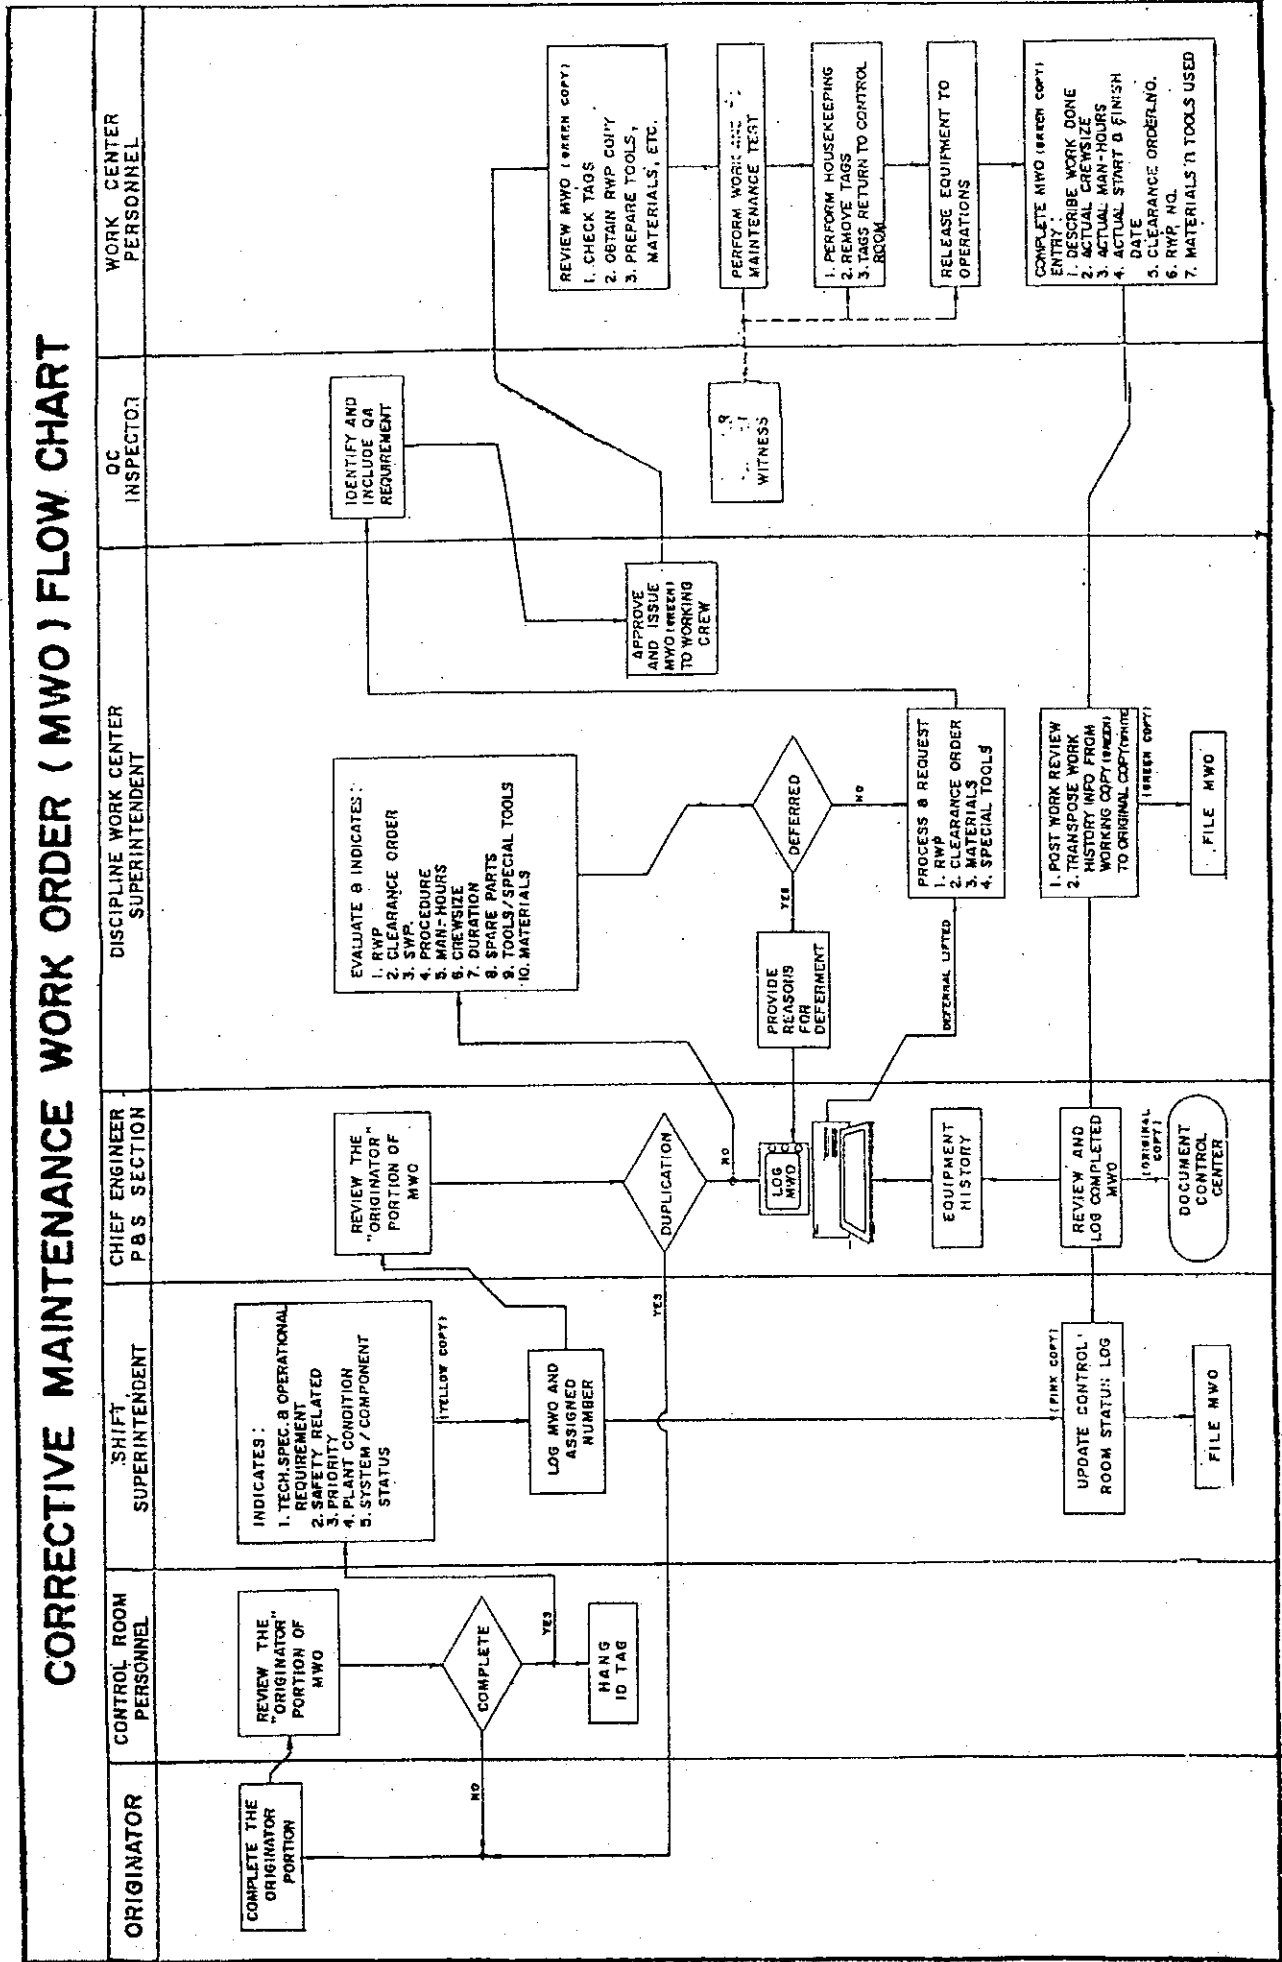 CORRECTIVE MAINTENANCE WORK ORDER (MWO) FLOW CHART
ORIGINATOR
CONTROL ROOM
PERSONNEL
SHIFT
SUPERINTENDENT
CHIEF ENGINEER
P&S SECTION
DISCIPLINE WORK CENTER
SUPERINTENDENT
QC
INSPECTOR
WORK CENTER
PERSONNEL
COMPLETE THE
ORIGINATOR
PORTION
REVIEW THE
"ORIGINATOR"
PORTION OF
MWO
COMPLETE
NO
YES
HANG
ID TAG
INDICATES:
1. TECH.SPEC.& OPERATIONAL
REQUIREMENT
2. SAFETY RELATED
3. PRIORITY
4. PLANT CONDITION
5. SYSTEM/COMPONENT
STATUS
(YELLOW COPY)
LOG MWO AND
ASSIGNED
NUMBER
YES
(PINK COPY)
UPDATE CONTROL
ROOM STATUS LOG
FILE MWO
REVIEW THE
"ORIGINATOR"
PORTION OF
MWO
DUPLICATION
NO
LOG
MWO
EQUIPMENT
HISTORY
REVIEW AND
LOG COMPLETED
MWO
(ORIGINAL
COPY)
DOCUMENT
CONTROL
CENTER
EVALUATE & INDICATES:
1. RWP
2. CLEARANCE ORDER
3. SWP.
4. PROCEDURE
5. MAN-HOURS
6. CREWSIZE
7. DURATION
8. SPARE PARTS
9. TOOLS/SPECIAL TOOLS
10. MATERIALS
DEFERRED
YES
NO
PROVIDE
REASONS
FOR
DEFERMENT
DEFERRAL LIFTED
PROCESS & REQUEST
1. RWP
2. CLEARANCE ORDER
3. MATERIALS
4. SPECIAL TOOLS
APPROVE
AND ISSUE
MWO (GREEN)
TO WORKING
CREW
1. POST WORK REVIEW
2. TRANSPOSE WORK
HISTORY INFO FROM
WORKING COPY (GREEN)
TO ORIGINAL COPY (WHITE
(GREEN COPY)
FILE MWO
IDENTIFY AND
INCLUDE QA
REQUIREMENT
WITNESS
REVIEW MWO (GREEN COPY)
1. CHECK TAGS
2. OBTAIN RWP COPY
3. PREPARE TOOLS,
MATERIALS, ETC.
PERFORM WORK AND
MAINTENANCE TEST
1. PERFORM HOUSEKEEPING
2. REMOVE TAGS
3. TAGS RETURN TO CONTROL
ROOM
RELEASE EQUIPMENT TO
OPERATIONS
COMPLETE MWO (GREEN COPY)
ENTRY:
1. DESCRIBE WORK DONE
2. ACTUAL CREWSIZE
3. ACTUAL MAN-HOURS
4. ACTUAL START & FINISH
DATE
5. CLEARANCE ORDER NO.
6. RWP, NO.
7. MATERIALS & TOOLS USED